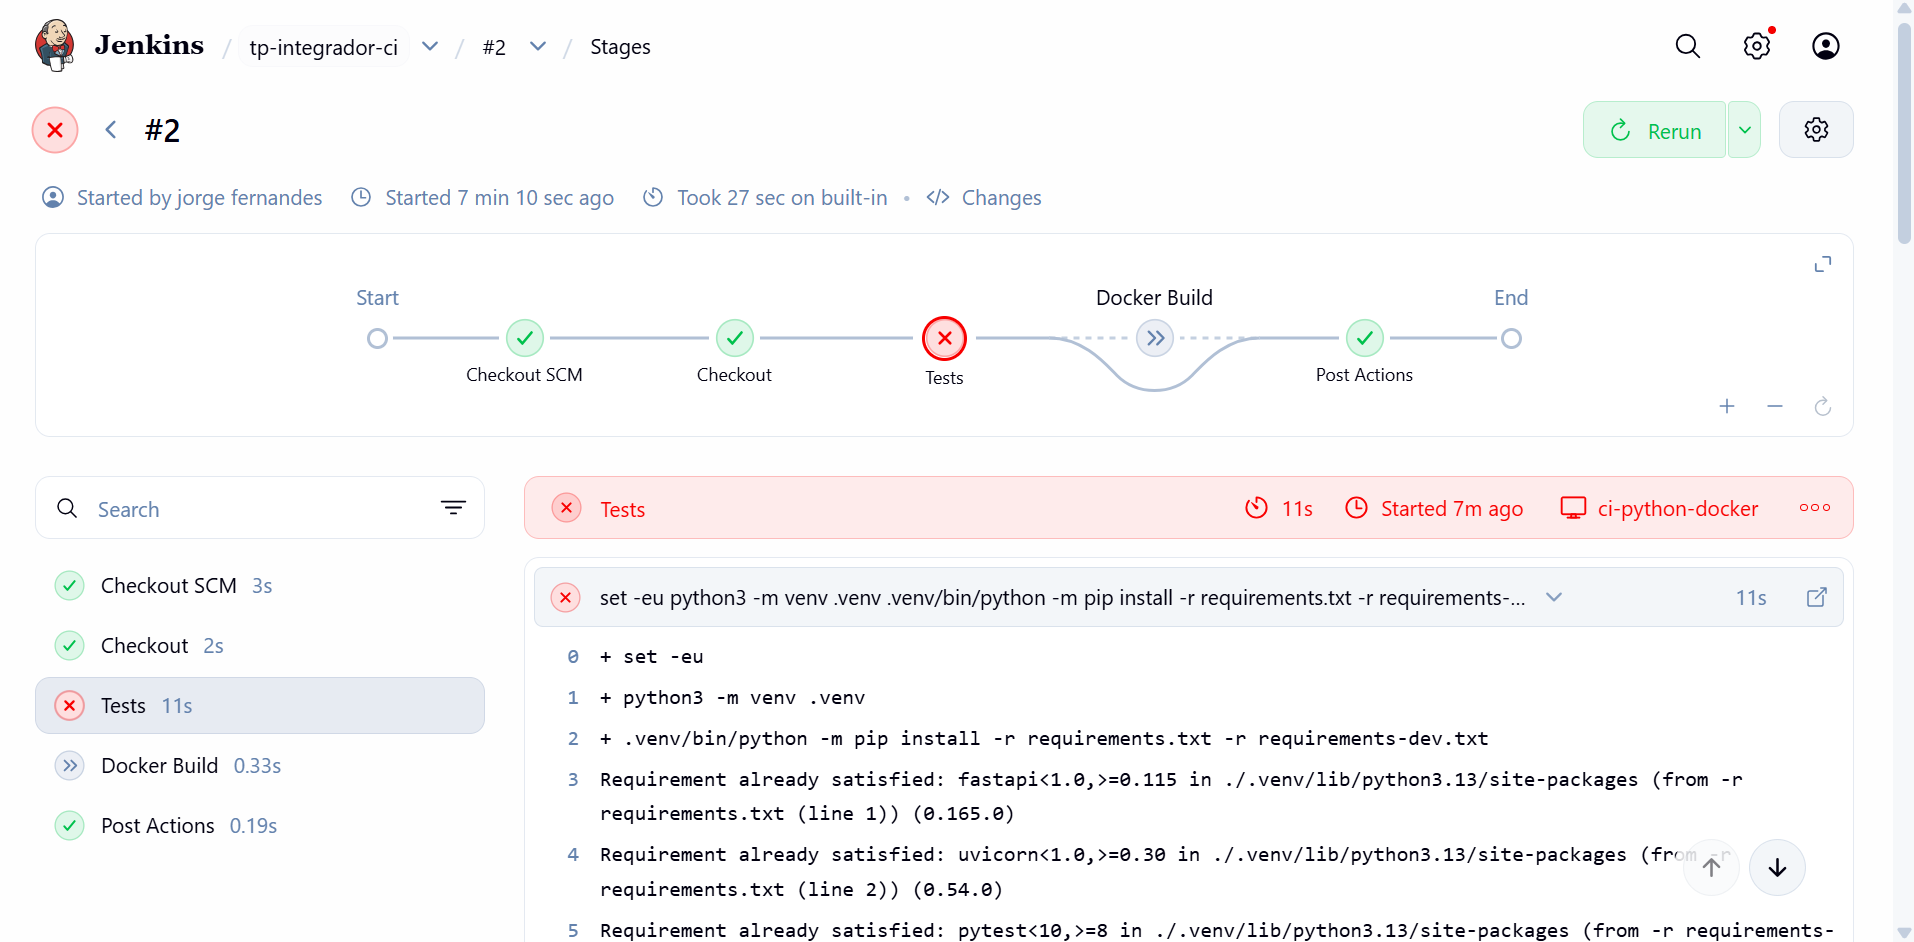 Jenkins / tp-integrador-ci / #2 / Stages
#2
Rerun
Started by jorge fernandes Started 7 min 10 sec ago Took 27 sec on built-in • </> Changes
Start Docker Build End
Checkout SCM Checkout Tests Post Actions
Search
Checkout SCM 3s
Checkout 2s
Tests 11s
Docker Build 0.33s
Post Actions 0.19s
Tests 11s Started 7m ago ci-python-docker
set -eu python3 -m venv .venv .venv/bin/python -m pip install -r requirements.txt -r requirements-... 11s
0 + set -eu
1 + python3 -m venv .venv
2 + .venv/bin/python -m pip install -r requirements.txt -r requirements-dev.txt
3 Requirement already satisfied: fastapi<1.0,>=0.115 in ./.venv/lib/python3.13/site-packages (from -r
requirements.txt (line 1)) (0.165.0)
4 Requirement already satisfied: uvicorn<1.0,>=0.30 in ./.venv/lib/python3.13/site-packages (from -r
requirements.txt (line 2)) (0.54.0)
5 Requirement already satisfied: pytest<10,>=8 in ./.venv/lib/python3.13/site-packages (from -r requirements-